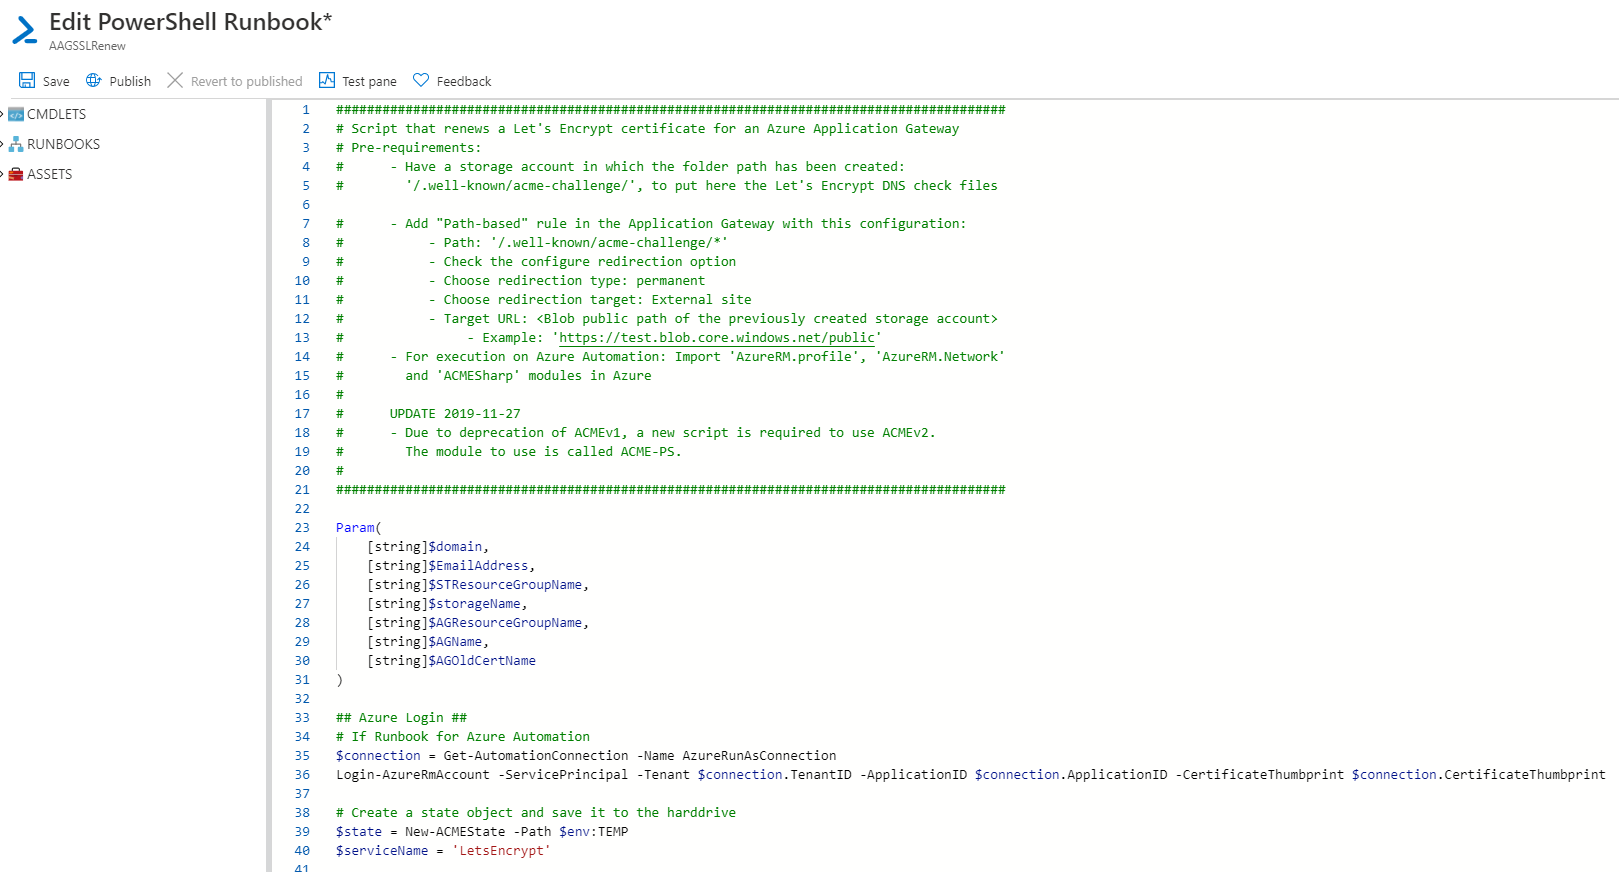 Edit PowerShell Runbook*
AAGSSLRenew
Save Publish Revert to published Test pane Feedback
CMDLETS
RUNBOOKS
ASSETS
1 #######################################################################################
2 # Script that renews a Let's Encrypt certificate for an Azure Application Gateway
3 # Pre-requirements:
4 #      - Have a storage account in which the folder path has been created:
5 #        '/.well-known/acme-challenge/', to put here the Let's Encrypt DNS check files
6
7 #      - Add "Path-based" rule in the Application Gateway with this configuration:
8 #           - Path: '/.well-known/acme-challenge/*'
9 #           - Check the configure redirection option
10 #           - Choose redirection type: permanent
11 #           - Choose redirection target: External site
12 #           - Target URL: <Blob public path of the previously created storage account>
13 #                - Example: 'https://test.blob.core.windows.net/public'
14 #      - For execution on Azure Automation: Import 'AzureRM.profile', 'AzureRM.Network'
15 #        and 'ACMESharp' modules in Azure
16 #
17 #      UPDATE 2019-11-27
18 #      - Due to deprecation of ACMEv1, a new script is required to use ACMEv2.
19 #        The module to use is called ACME-PS.
20 #
21 #######################################################################################
22
23 Param(
24     [string]$domain,
25     [string]$EmailAddress,
26     [string]$STResourceGroupName,
27     [string]$storageName,
28     [string]$AGResourceGroupName,
29     [string]$AGName,
30     [string]$AGOldCertName
31 )
32
33 ## Azure Login ##
34 # If Runbook for Azure Automation
35 $connection = Get-AutomationConnection -Name AzureRunAsConnection
36 Login-AzureRmAccount -ServicePrincipal -Tenant $connection.TenantID -ApplicationID $connection.ApplicationID -CertificateThumbprint $connection.CertificateThumbprint
37
38 # Create a state object and save it to the harddrive
39 $state = New-ACMEState -Path $env:TEMP
40 $serviceName = 'LetsEncrypt'
41